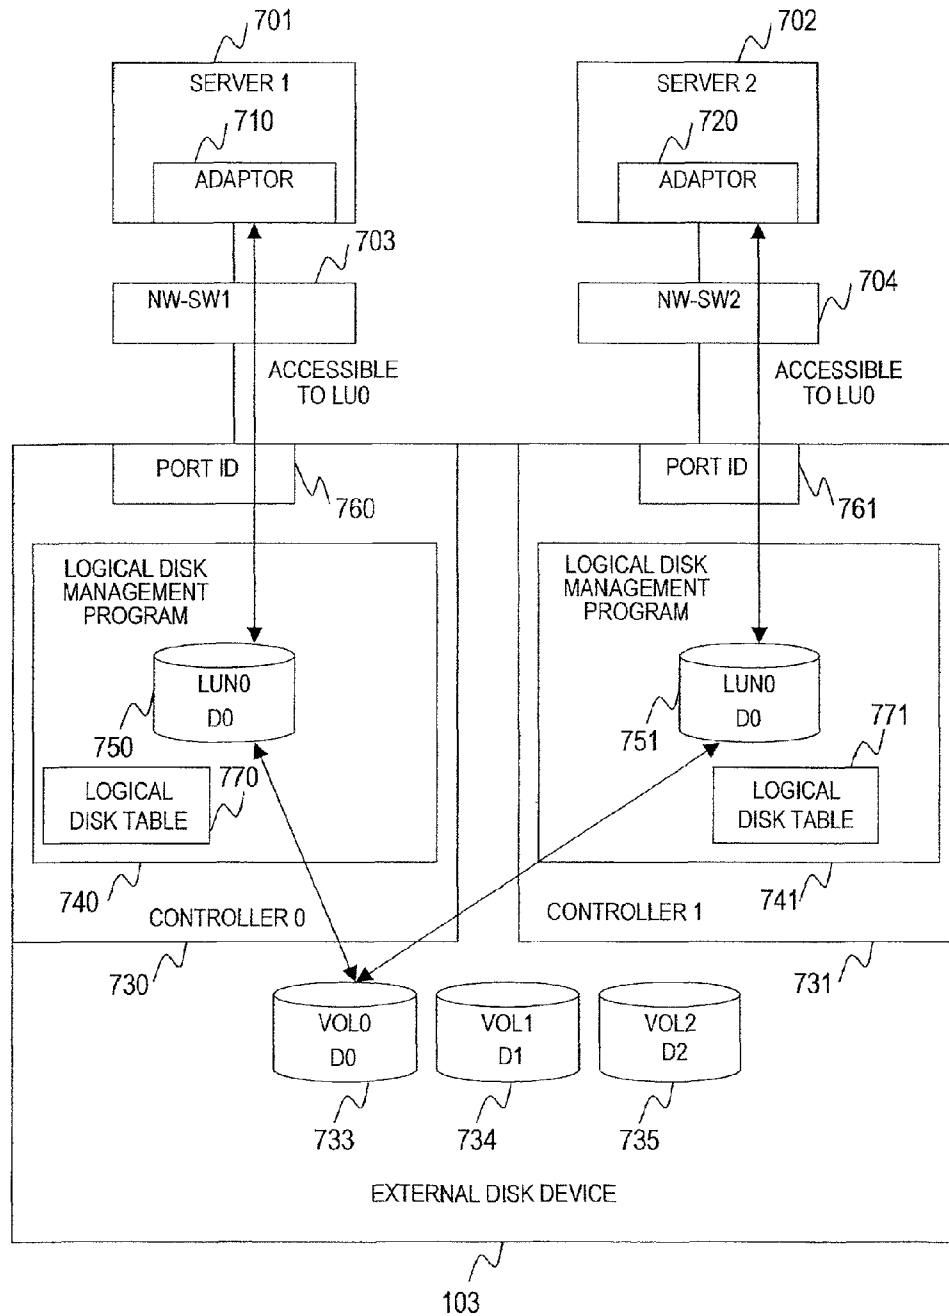 701
702
SERVER 1
SERVER 2
710
720
ADAPTOR
ADAPTOR
703
704
NW-SW1
NW-SW2
ACCESSIBLE
TO LU0
ACCESSIBLE
TO LU0
PORT ID
PORT ID
760
761
LOGICAL DISK
MANAGEMENT
PROGRAM
LOGICAL DISK
MANAGEMENT
PROGRAM
LUN0
D0
LUN0
D0
750
751
770
771
LOGICAL
DISK TABLE
LOGICAL
DISK TABLE
740
741
CONTROLLER 0
CONTROLLER 1
730
731
VOL0
D0
VOL1
D1
VOL2
D2
733
734
735
EXTERNAL DISK DEVICE
103